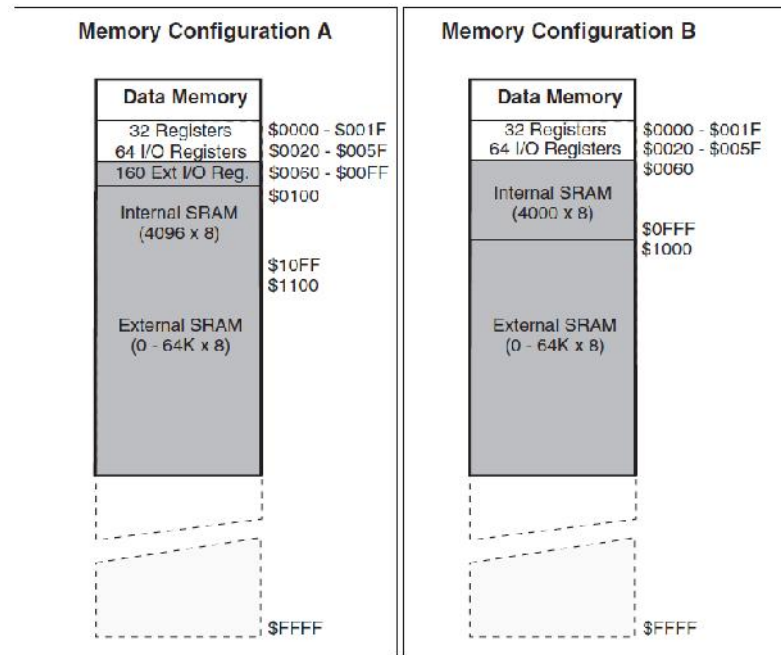 Memory Configuration A
Data Memory
32 Registers
$0000 - $001F
64 I/O Registers
$0020 - $005F
160 Ext I/O Reg.
$0060 - $00FF
$0100
Internal SRAM
(4096 x 8)
$10FF
$1100
External SRAM
(0 - 64K x 8)
$FFFF
Memory Configuration B
Data Memory
32 Registers
$0000 - $001F
64 I/O Registers
$0020 - $005F
$0060
Internal SRAM
(4000 x 8)
$0FFF
$1000
External SRAM
(0 - 64K x 8)
$FFFF